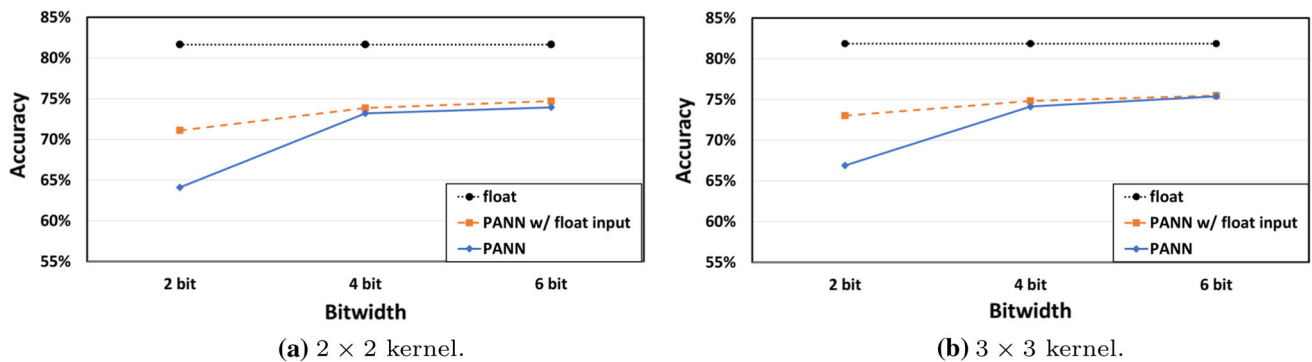 85%
80%
75%
70%
65%
60%
55%
Accuracy
2 bit
4 bit
6 bit
Bitwidth
float
PANN w/ float input
PANN
(a) 2 × 2 kernel.
85%
80%
75%
70%
65%
60%
55%
Accuracy
2 bit
4 bit
6 bit
Bitwidth
float
PANN w/ float input
PANN
(b) 3 × 3 kernel.